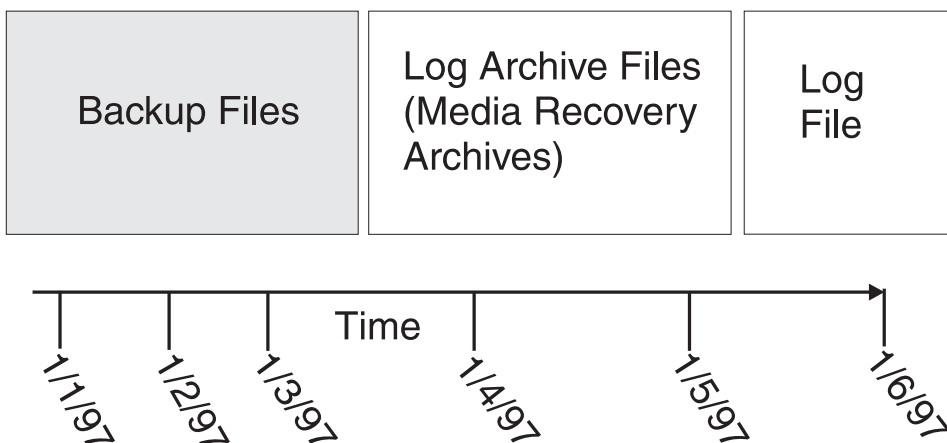 Backup Files
Log Archive Files
(Media Recovery
Archives)
Log
File
Time
1/1/97
1/2/97
1/3/97
1/4/97
1/5/97
1/6/97